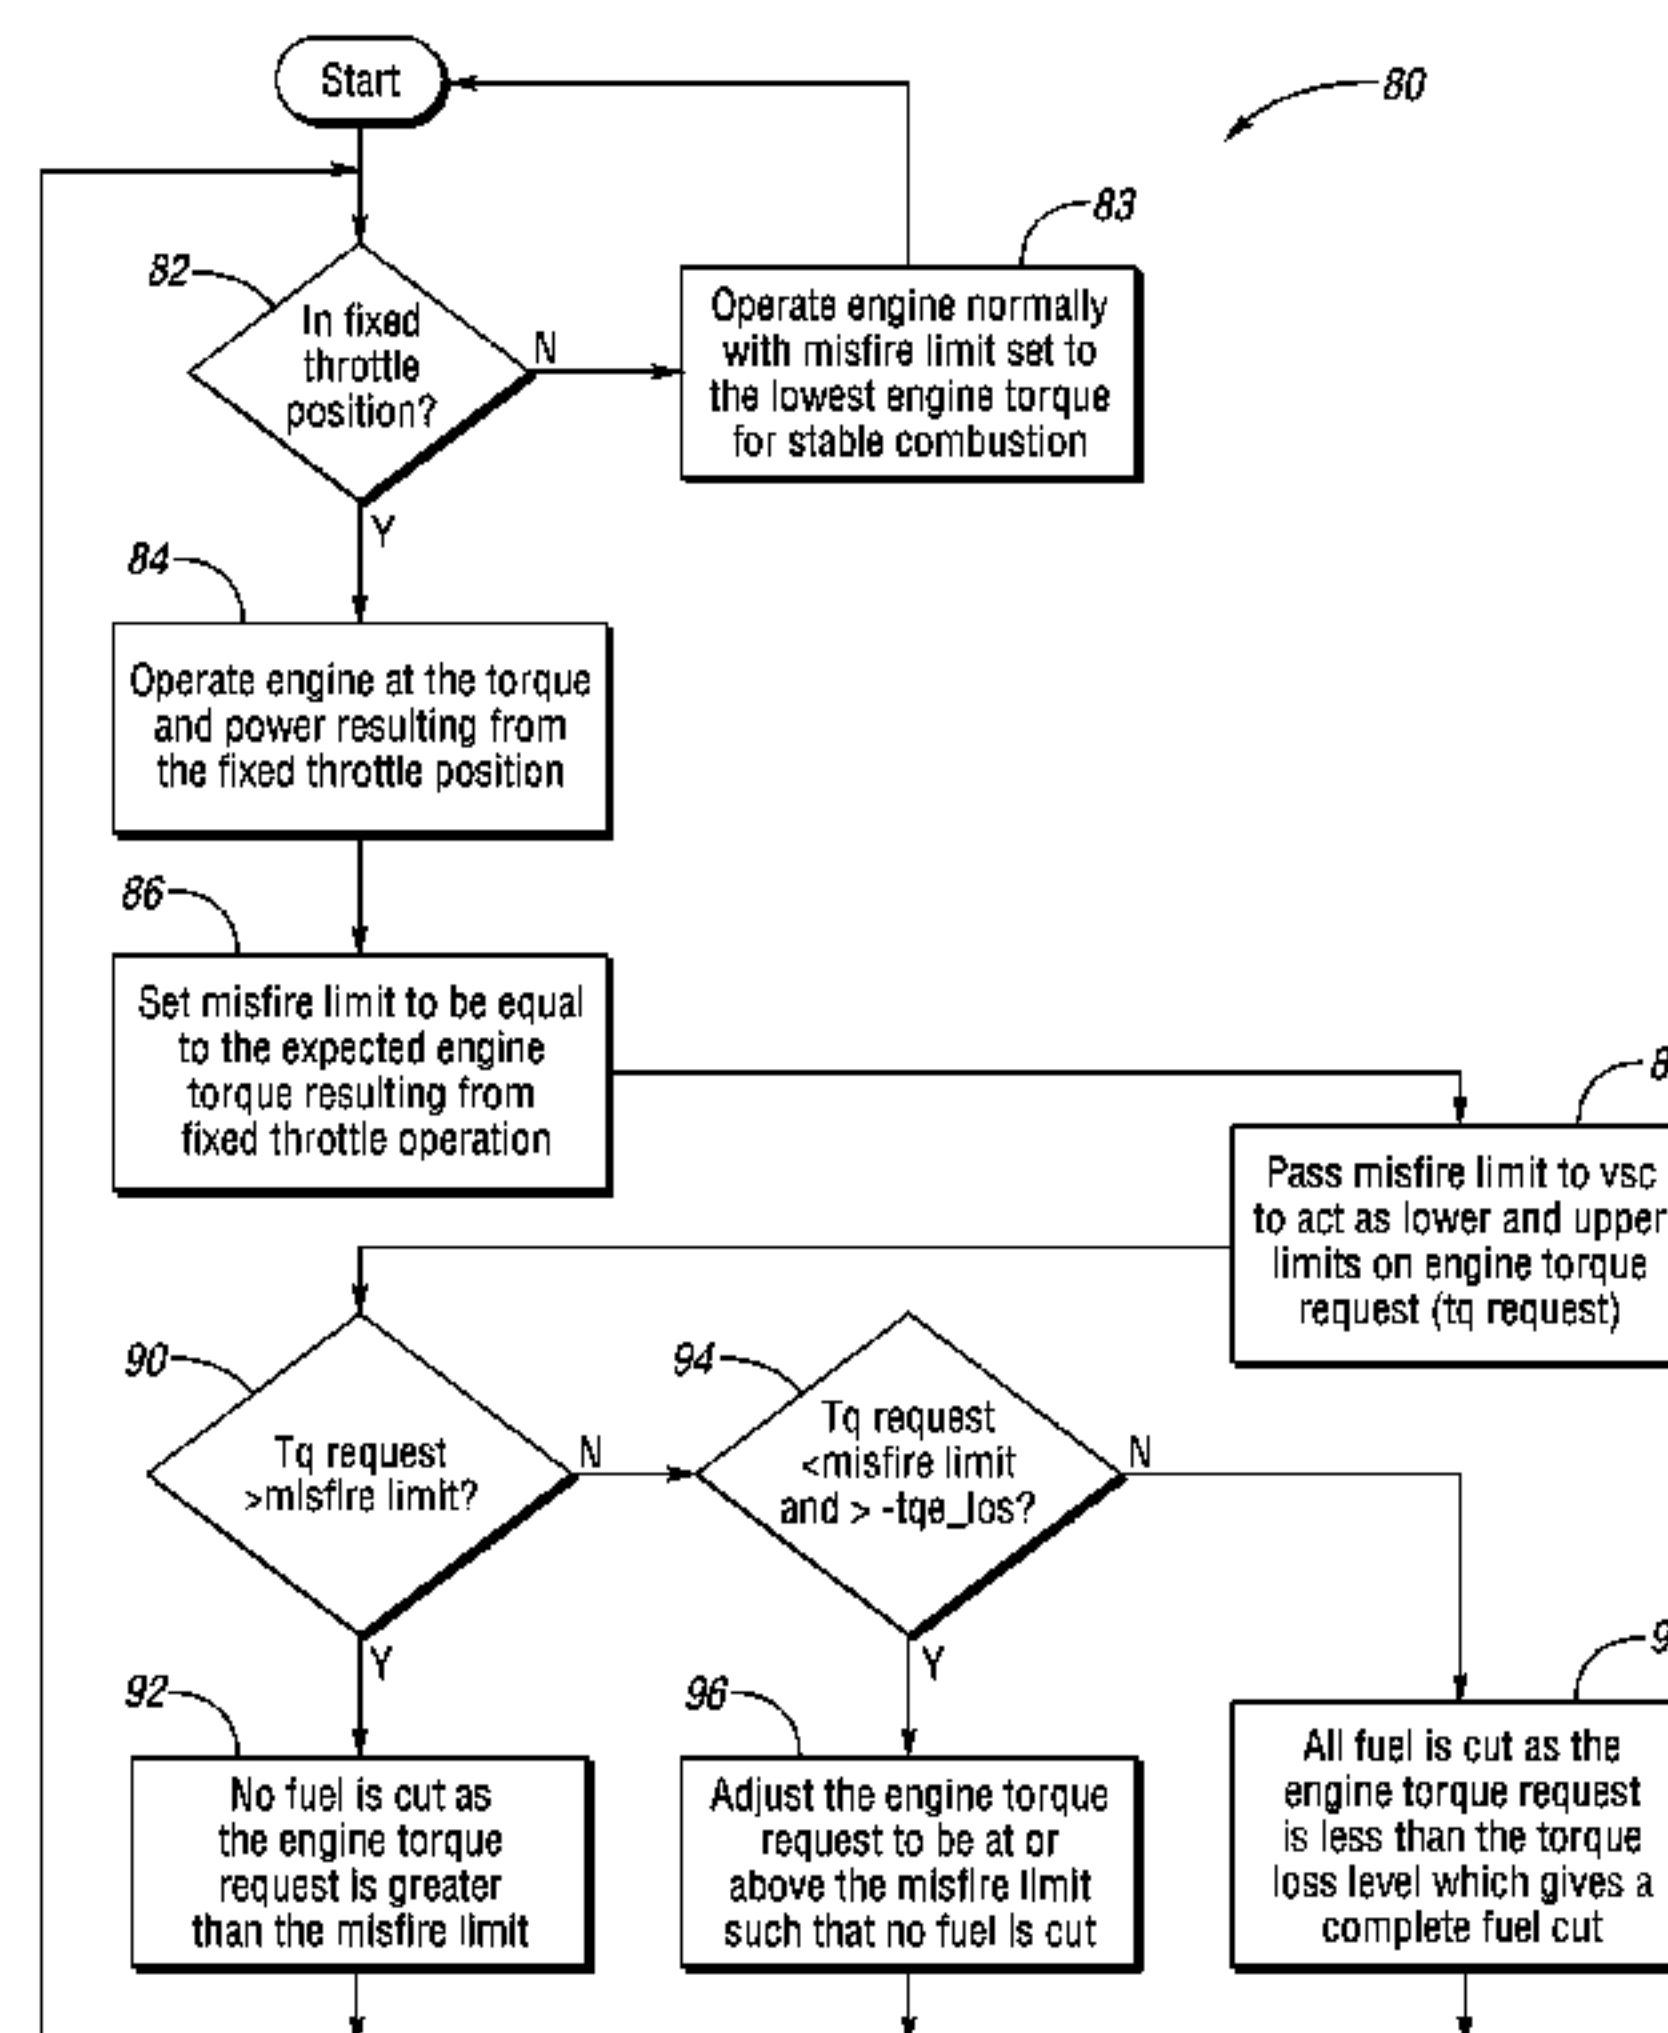 Start
80
83
82
In fixed
throttle
position?
N
Operate engine normally
with misfire limit set to
the lowest engine torque
for stable combustion
Y
84
Operate engine at the torque
and power resulting from
the fixed throttle position
86
Set misfire limit to be equal
to the expected engine
torque resulting from
fixed throttle operation
8
Pass misfire limit to vsc
to act as lower and upper
limits on engine torque
request (tq request)
90
Tq request
>misfire limit?
N
94
Tq request
<misfire limit
and > -tqe_los?
N
Y
Y
92
No fuel is cut as
the engine torque
request is greater
than the misfire limit
96
Adjust the engine torque
request to be at or
above the misfire limit
such that no fuel is cut
9
All fuel is cut as the
engine torque request
is less than the torque
loss level which gives a
complete fuel cut